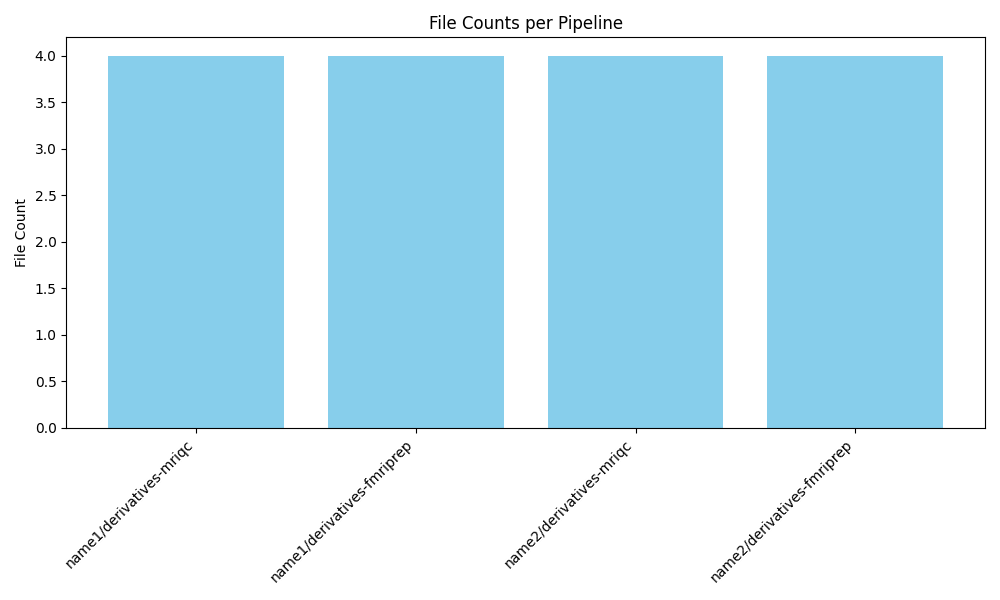 File Counts per Pipeline
File Count
4.0
3.5
3.0
2.5
2.0
1.5
1.0
0.5
0.0
name1/derivatives-mriqc
name1/derivatives-fmriprep
name2/derivatives-mriqc
name2/derivatives-fmriprep